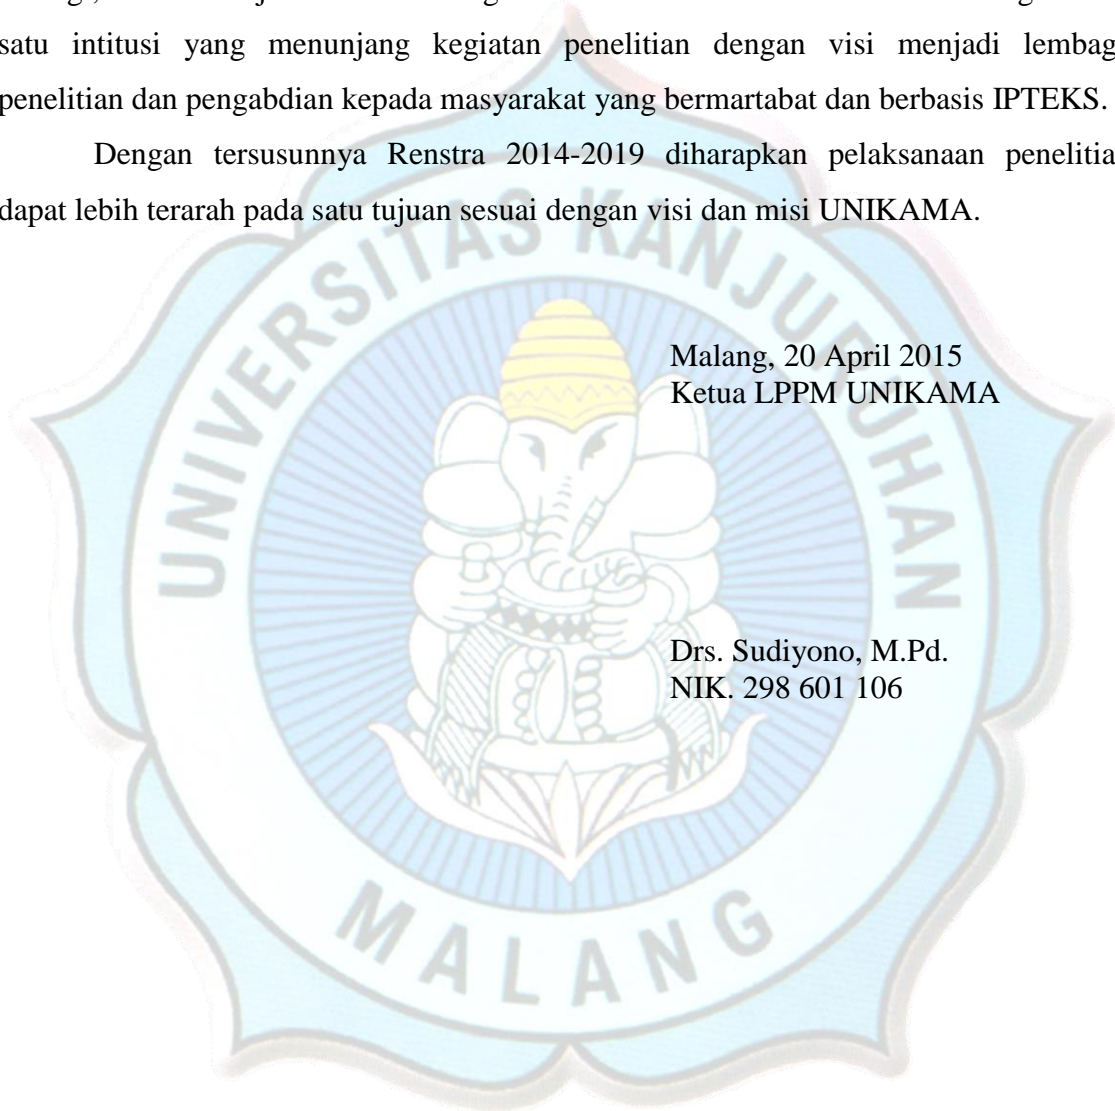 satu intitusi yang menunjang kegiatan penelitian dengan visi menjadi lembag
penelitian dan pengabdian kepada masyarakat yang bermartabat dan berbasis IPTEKS.
Dengan tersusunnya Renstra 2014-2019 diharapkan pelaksanaan penelitia
dapat lebih terarah pada satu tujuan sesuai dengan visi dan misi UNIKAMA.
UNIVERSITAS KANJURUHAN
Malang, 20 April 2015
Ketua LPPM UNIKAMA
Drs. Sudiyono, M.Pd.
NIK. 298 601 106
MALANG